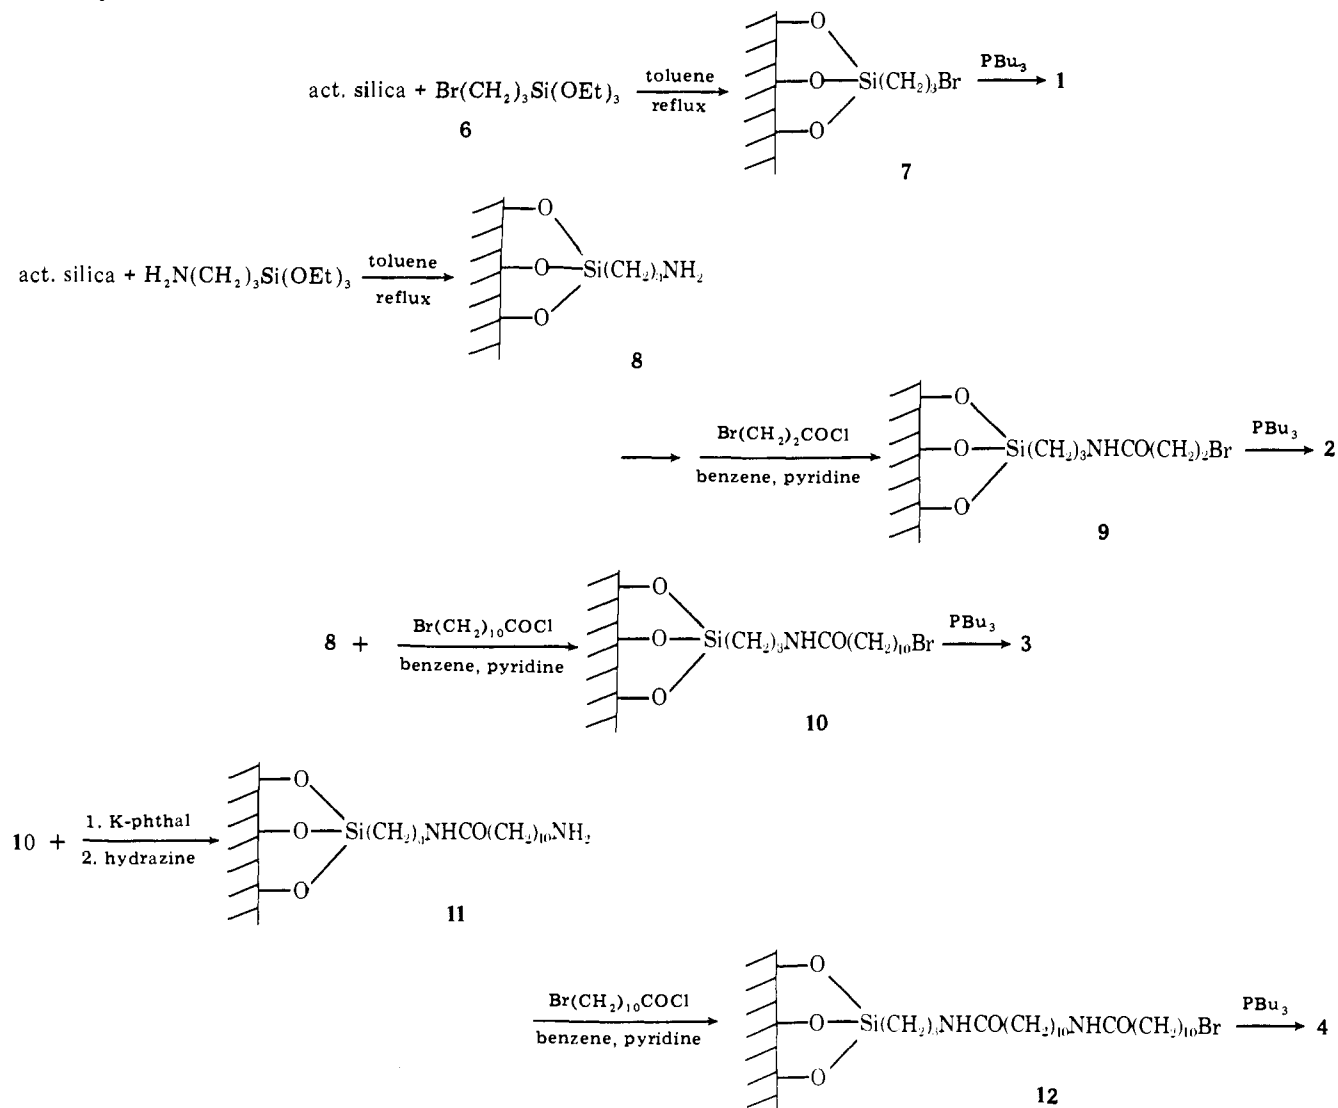 act. silica + Br(CH₂)₃Si(OEt)₃
6
toluene
reflux
O
O—Si(CH₂)₃Br
O
7
PBu₃
1
act. silica + H₂N(CH₂)₃Si(OEt)₃
toluene
reflux
O
O—Si(CH₂)₃NH₂
O
8
Br(CH₂)₂COCl
benzene, pyridine
O
O—Si(CH₂)₃NHCO(CH₂)₂Br
O
9
PBu₃
2
8 +
Br(CH₂)₁₀COCl
benzene, pyridine
O
O—Si(CH₂)₃NHCO(CH₂)₁₀Br
O
10
PBu₃
3
10 +
1. K-phthal
2. hydrazine
O
O—Si(CH₂)₃NHCO(CH₂)₁₀NH₂
O
11
Br(CH₂)₁₀COCl
benzene, pyridine
O
O—Si(CH₂)₃NHCO(CH₂)₁₀NHCO(CH₂)₁₀Br
O
12
PBu₃
4